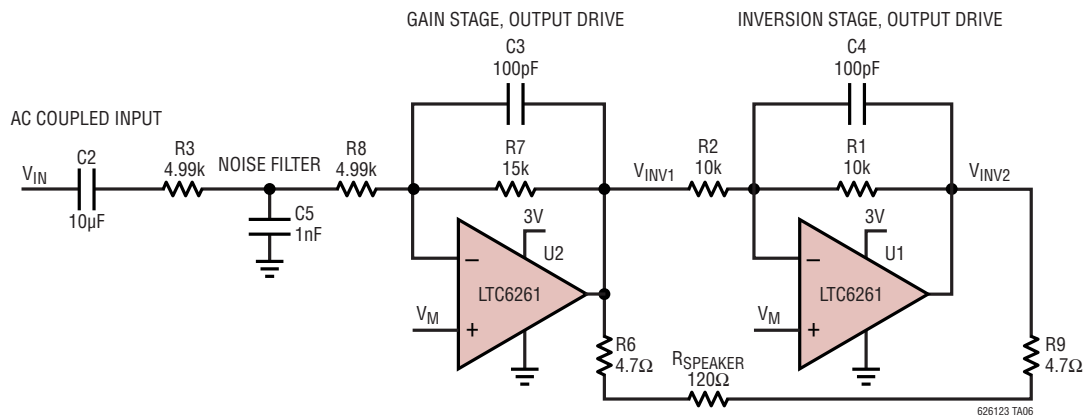 GAIN STAGE, OUTPUT DRIVE
INVERSION STAGE, OUTPUT DRIVE
C3
100pF
C4
100pF
AC COUPLED INPUT
VIN
C2
10µF
R3
4.99k
NOISE FILTER
C5
1nF
R8
4.99k
R7
15k
VINV1
R2
10k
R1
10k
VINV2
3V
U2
–
LTC6261
VM
+
3V
U1
–
LTC6261
VM
+
R6
4.7Ω
RSPEAKER
120Ω
R9
4.7Ω
626123 TA06